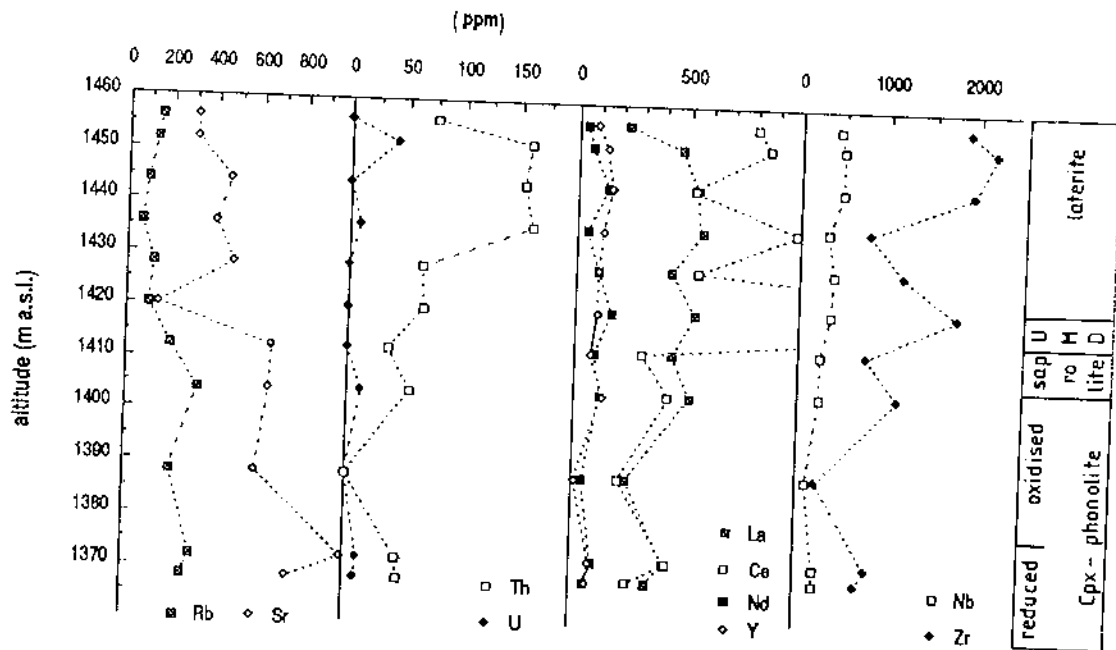 ( ppm)
0 200 400 600 800 0 50 100 150 0 500 0 1000 2000
1460
1450
1440
1430
1420
1410
1400
1390
1380
1370
altitude (m a.s.l.)
laterite
sap U
ro M
lite D
oxidised
reduced
Cpx - phonolite
Rb
Sr
Th
U
La
Ce
Nd
Y
Nb
Zr